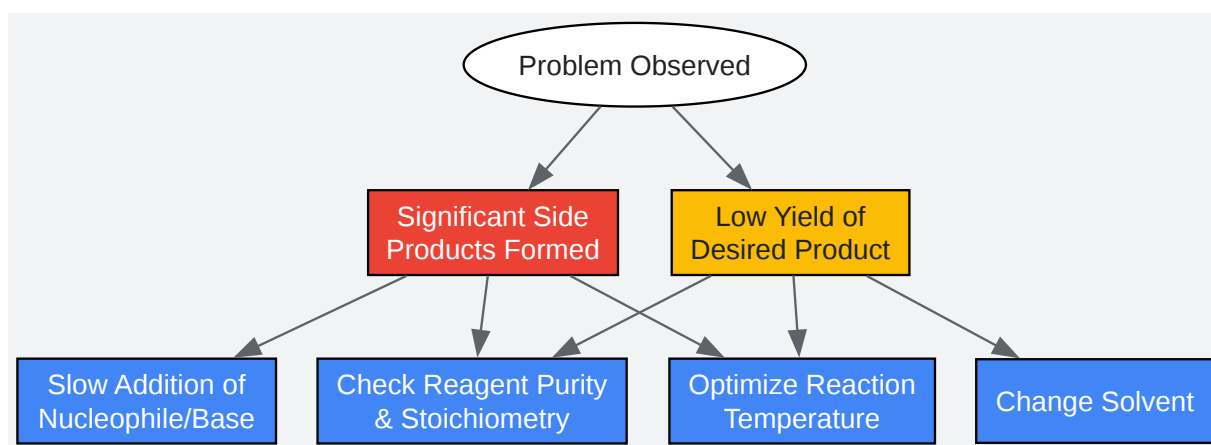 Problem Observed
Significant Side
Products Formed
Low Yield of
Desired Product
Slow Addition of
Nucleophile/Base
Check Reagent Purity
& Stoichiometry
Optimize Reaction
Temperature
Change Solvent